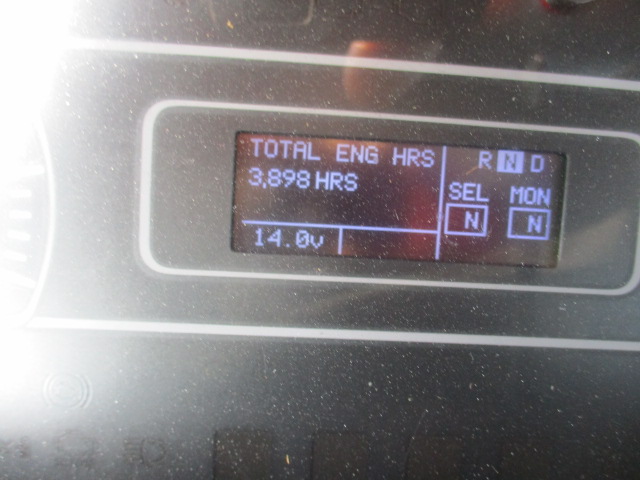 TOTAL ENG HRS
3,898 HRS
14.0v
R N D
SEL MON
N N